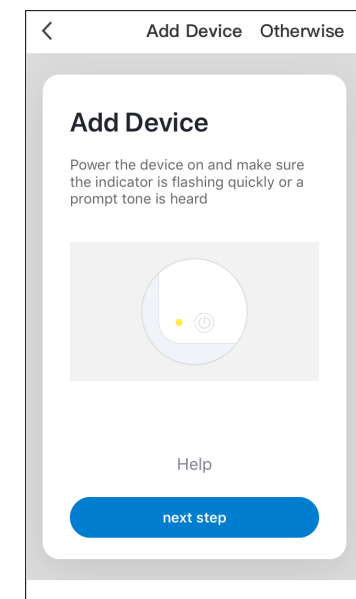 Add Device Otherwise
Add Device
Power the device on and make sure
the indicator is flashing quickly or a
prompt tone is heard
Help
next step